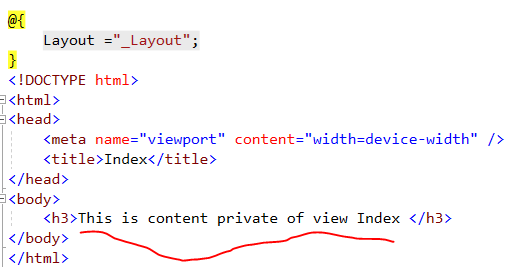 @{
    Layout ="_Layout";
}
<!DOCTYPE html>
<html>
<head>
    <meta name="viewport" content="width=device-width" />
    <title>Index</title>
</head>
<body>
    <h3>This is content private of view Index </h3>
</body>
</html>